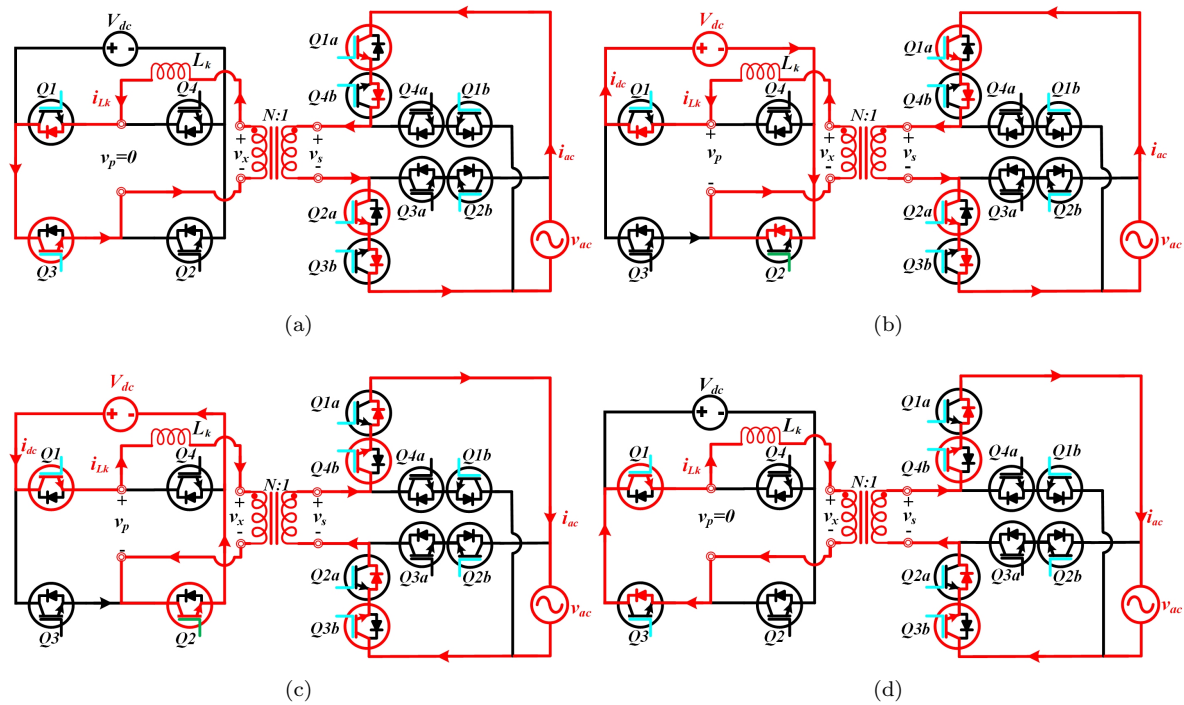 V_dc
+ -
Q1
Q4
L_k
i_Lk
v_p=0
Q3
Q2
N:1
+
v_x
-
+
v_s
-
Q1a
Q4b
Q4a
Q1b
Q2a
Q3b
Q3a
Q2b
i_ac
v_ac
(a)
V_dc
+ -
i_dc
Q1
Q4
L_k
i_Lk
+
v_p
-
Q3
Q2
N:1
+
v_x
-
+
v_s
-
Q1a
Q4b
Q4a
Q1b
Q2a
Q3b
Q3a
Q2b
i_ac
v_ac
(b)
V_dc
+ -
i_dc
Q1
Q4
L_k
i_Lk
+
v_p
-
Q3
Q2
N:1
+
v_x
-
+
v_s
-
Q1a
Q4b
Q4a
Q1b
Q2a
Q3b
Q3a
Q2b
i_ac
v_ac
(c)
V_dc
+ -
Q1
Q4
L_k
i_Lk
v_p=0
Q3
Q2
N:1
+
v_x
-
+
v_s
-
Q1a
Q4b
Q4a
Q1b
Q2a
Q3b
Q3a
Q2b
i_ac
v_ac
(d)